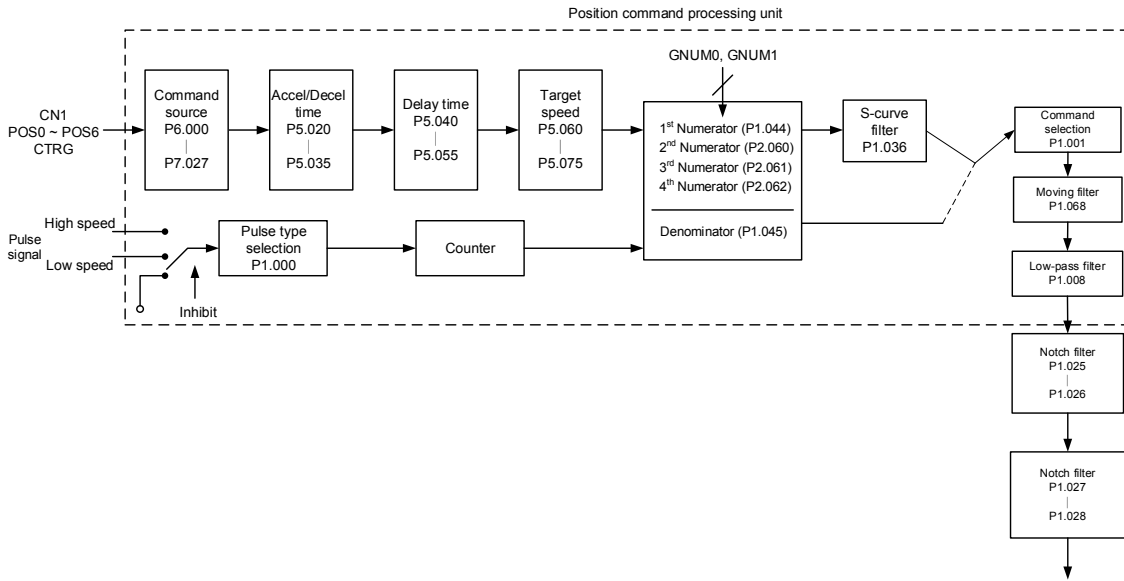 Position command processing unit
GNUM0, GNUM1
CN1
POS0 ~ POS6
CTRG
Command
source
P6.000
|
P7.027
Accel/Decel
time
P5.020
|
P5.035
Delay time
P5.040
|
P5.055
Target
speed
P5.060
|
P5.075
1st Numerator (P1.044)
2nd Numerator (P2.060)
3rd Numerator (P2.061)
4th Numerator (P2.062)
Denominator (P1.045)
S-curve
filter
P1.036
Command
selection
P1.001
Moving filter
P1.068
Low-pass filter
P1.008
High speed
Pulse
signal
Low speed
Inhibit
Pulse type
selection
P1.000
Counter
Notch filter
P1.025
|
P1.026
Notch filter
P1.027
|
P1.028